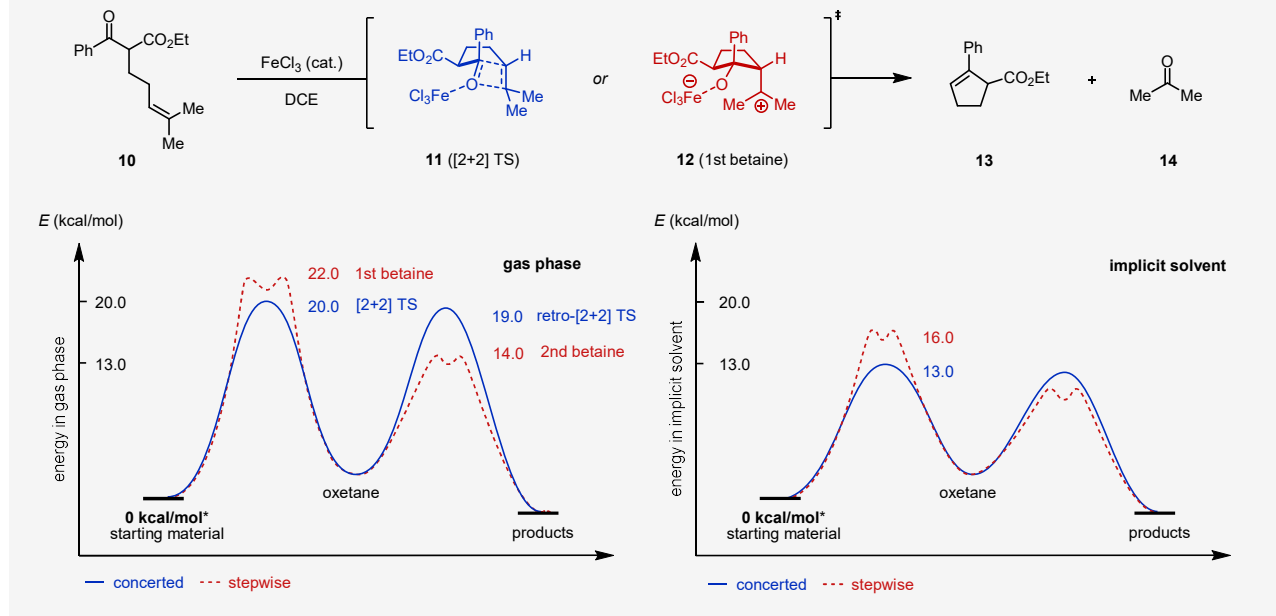 O
Ph
CO2Et
Me
Me
10
FeCl3 (cat.)
DCE
Ph
EtO2C
H
O
Cl3Fe
Me
Me
11 ([2+2] TS)
or
Ph
EtO2C
H
⊖
O
Cl3Fe
Me
Me
⊕
12 (1st betaine)
‡
Ph
CO2Et
13
+
O
Me
Me
14
E (kcal/mol)
gas phase
22.0 1st betaine
20.0 [2+2] TS
20.0
19.0 retro-[2+2] TS
14.0 2nd betaine
13.0
energy in gas phase
oxetane
0 kcal/mol*
starting material
products
concerted
stepwise
E (kcal/mol)
implicit solvent
20.0
16.0
13.0
13.0
energy in implicit solvent
oxetane
0 kcal/mol*
starting material
products
concerted
stepwise